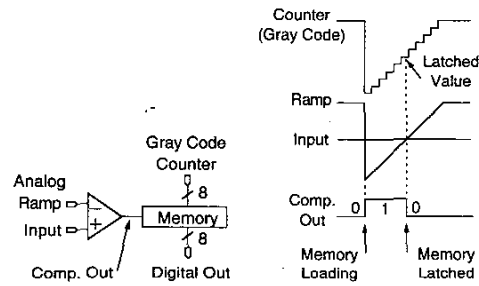 Counter
(Gray Code)
Latched
Value
Ramp
Input
Comp.
Out
0 1 0
Memory
Loading
Memory
Latched
Gray Code
Counter
8
Analog
Ramp
Input
−
+
Memory
8
Comp. Out
Digital Out